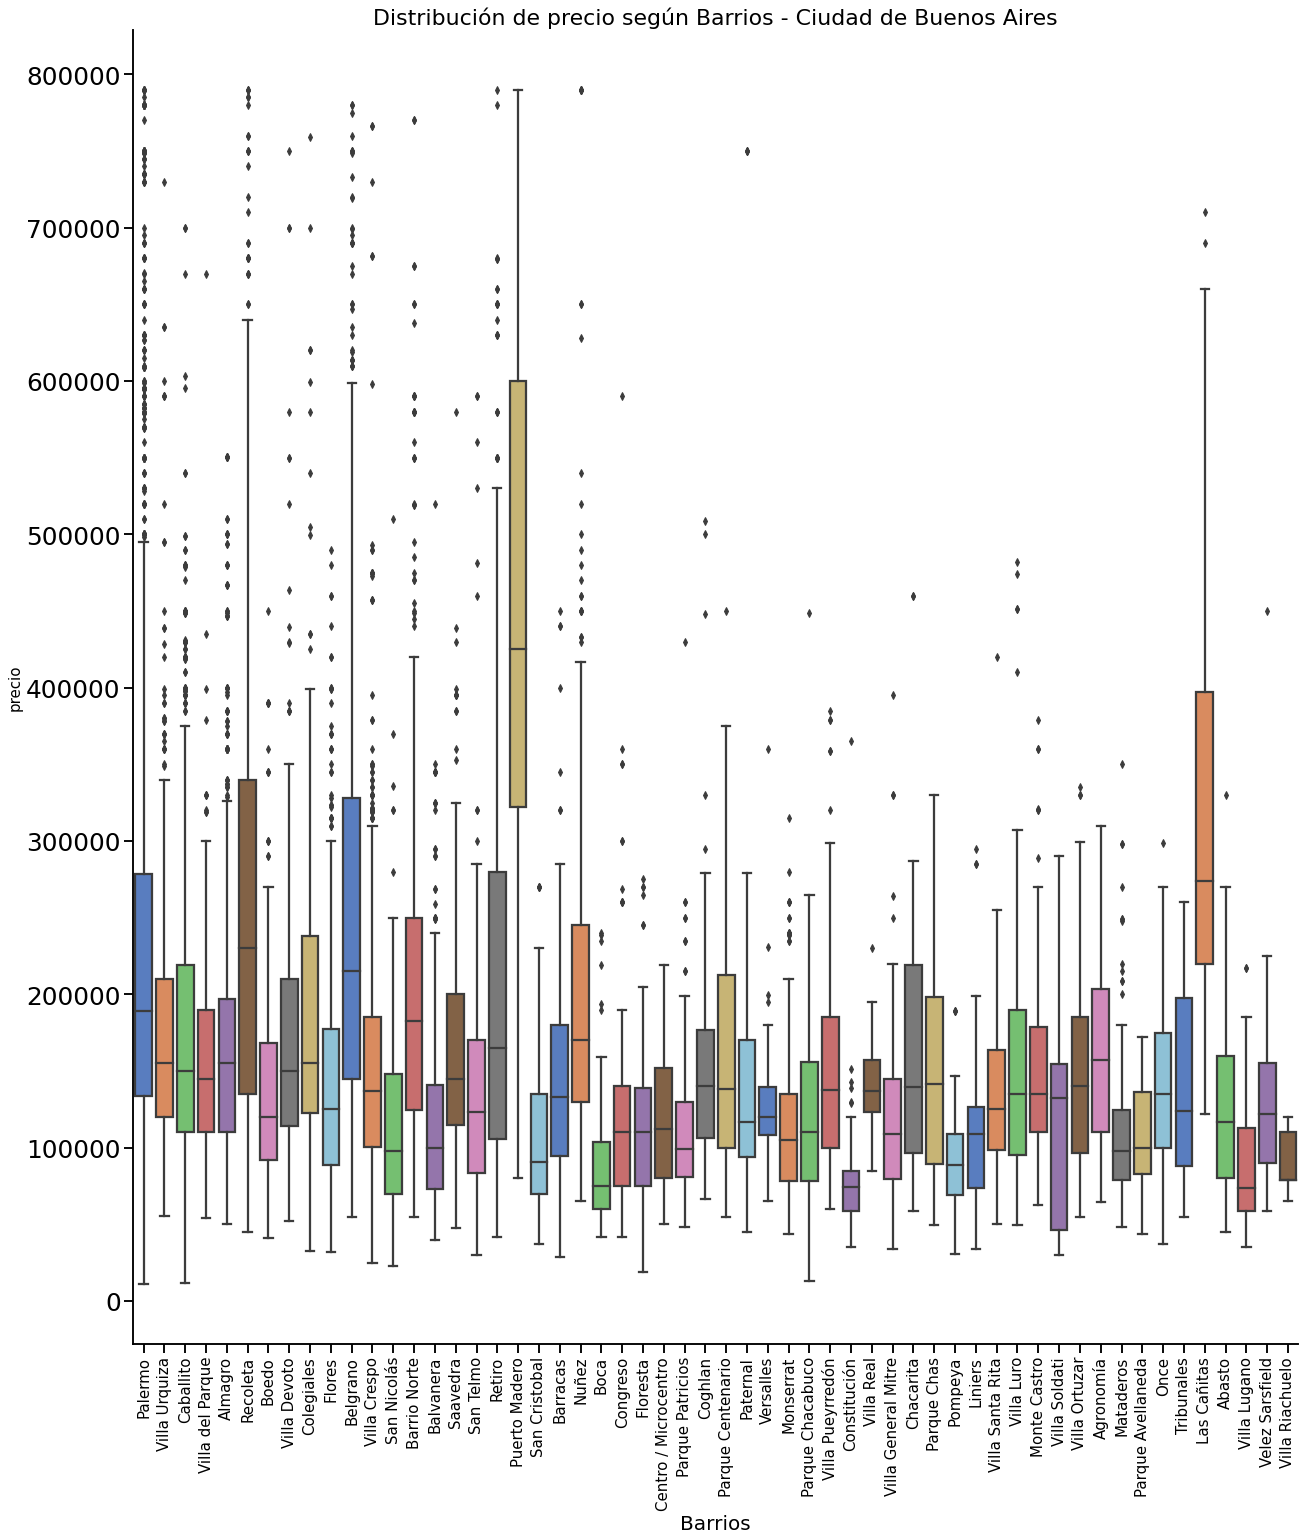 Distribución de precio según Barrios - Ciudad de Buenos Aires
800000
700000
600000
500000
400000
300000
200000
100000
0
precio
Palermo
Villa Urquiza
Caballito
Villa del Parque
Almagro
Recoleta
Boedo
Villa Devoto
Colegiales
Flores
Belgrano
Villa Crespo
San Nicolás
Barrio Norte
Balvanera
Saavedra
San Telmo
Retiro
Puerto Madero
San Cristobal
Barracas
Nuñez
Boca
Congreso
Floresta
Centro / Microcentro
Parque Patricios
Coghlan
Parque Centenario
Paternal
Versalles
Monserrat
Parque Chacabuco
Villa Pueyrredón
Constitución
Villa Real
Villa General Mitre
Chacarita
Parque Chas
Pompeya
Liniers
Villa Santa Rita
Villa Luro
Monte Castro
Villa Soldati
Villa Ortuzar
Agronomía
Mataderos
Parque Avellaneda
Once
Tribunales
Las Cañitas
Abasto
Villa Lugano
Velez Sarsfield
Villa Riachuelo
Barrios